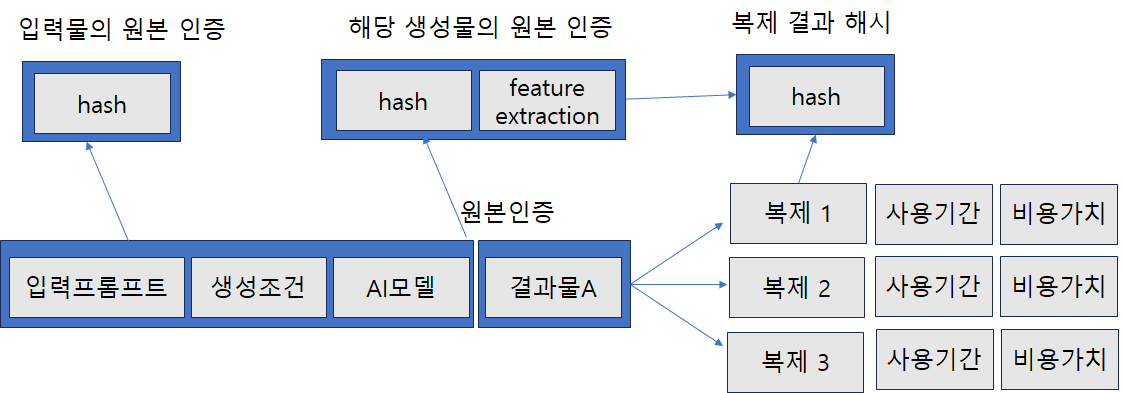 입력물의 원본 인증
해당 생성물의 원본 인증
복제 결과 해시
hash
hash
feature
extraction
hash
원본인증
입력프롬프트
생성조건
AI모델
결과물A
복제 1
사용기간
비용가치
복제 2
사용기간
비용가치
복제 3
사용기간
비용가치